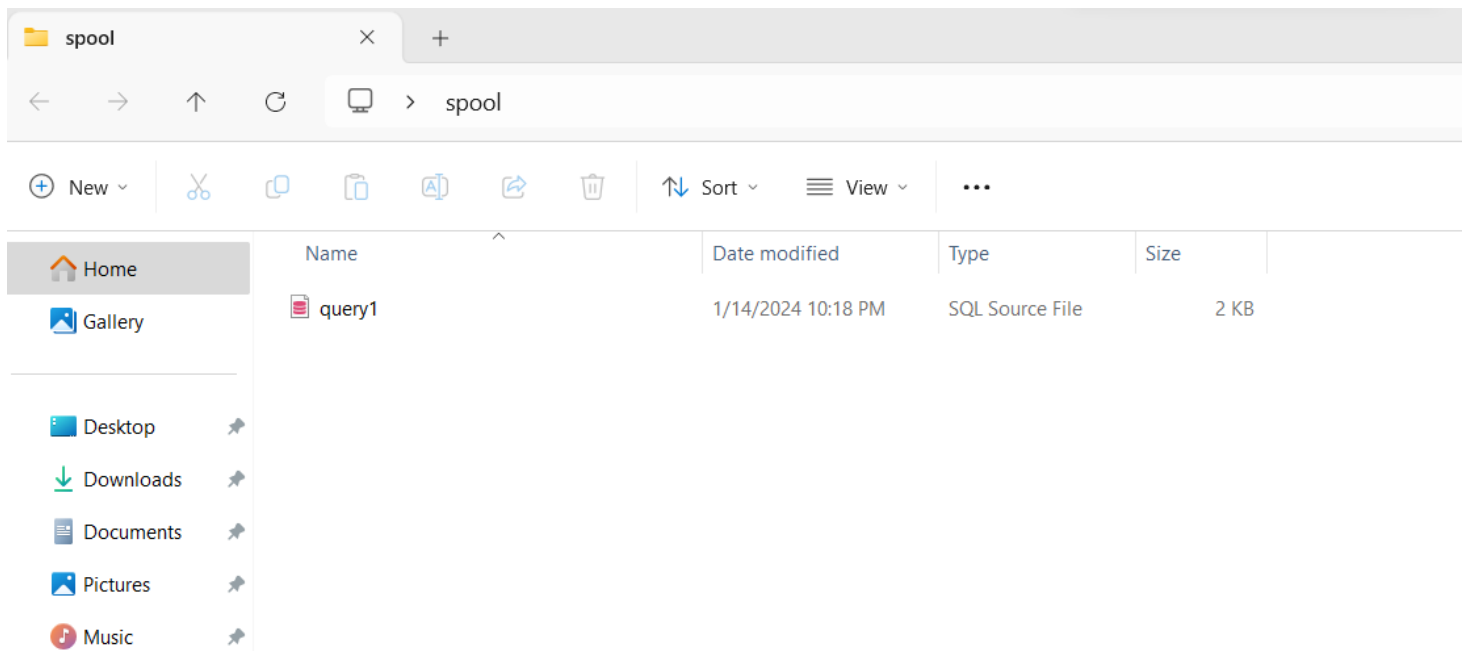 spool
spool
New
Sort
View
Name Date modified Type Size
Home
query1 1/14/2024 10:18 PM SQL Source File 2 KB
Gallery
Desktop
Downloads
Documents
Pictures
Music